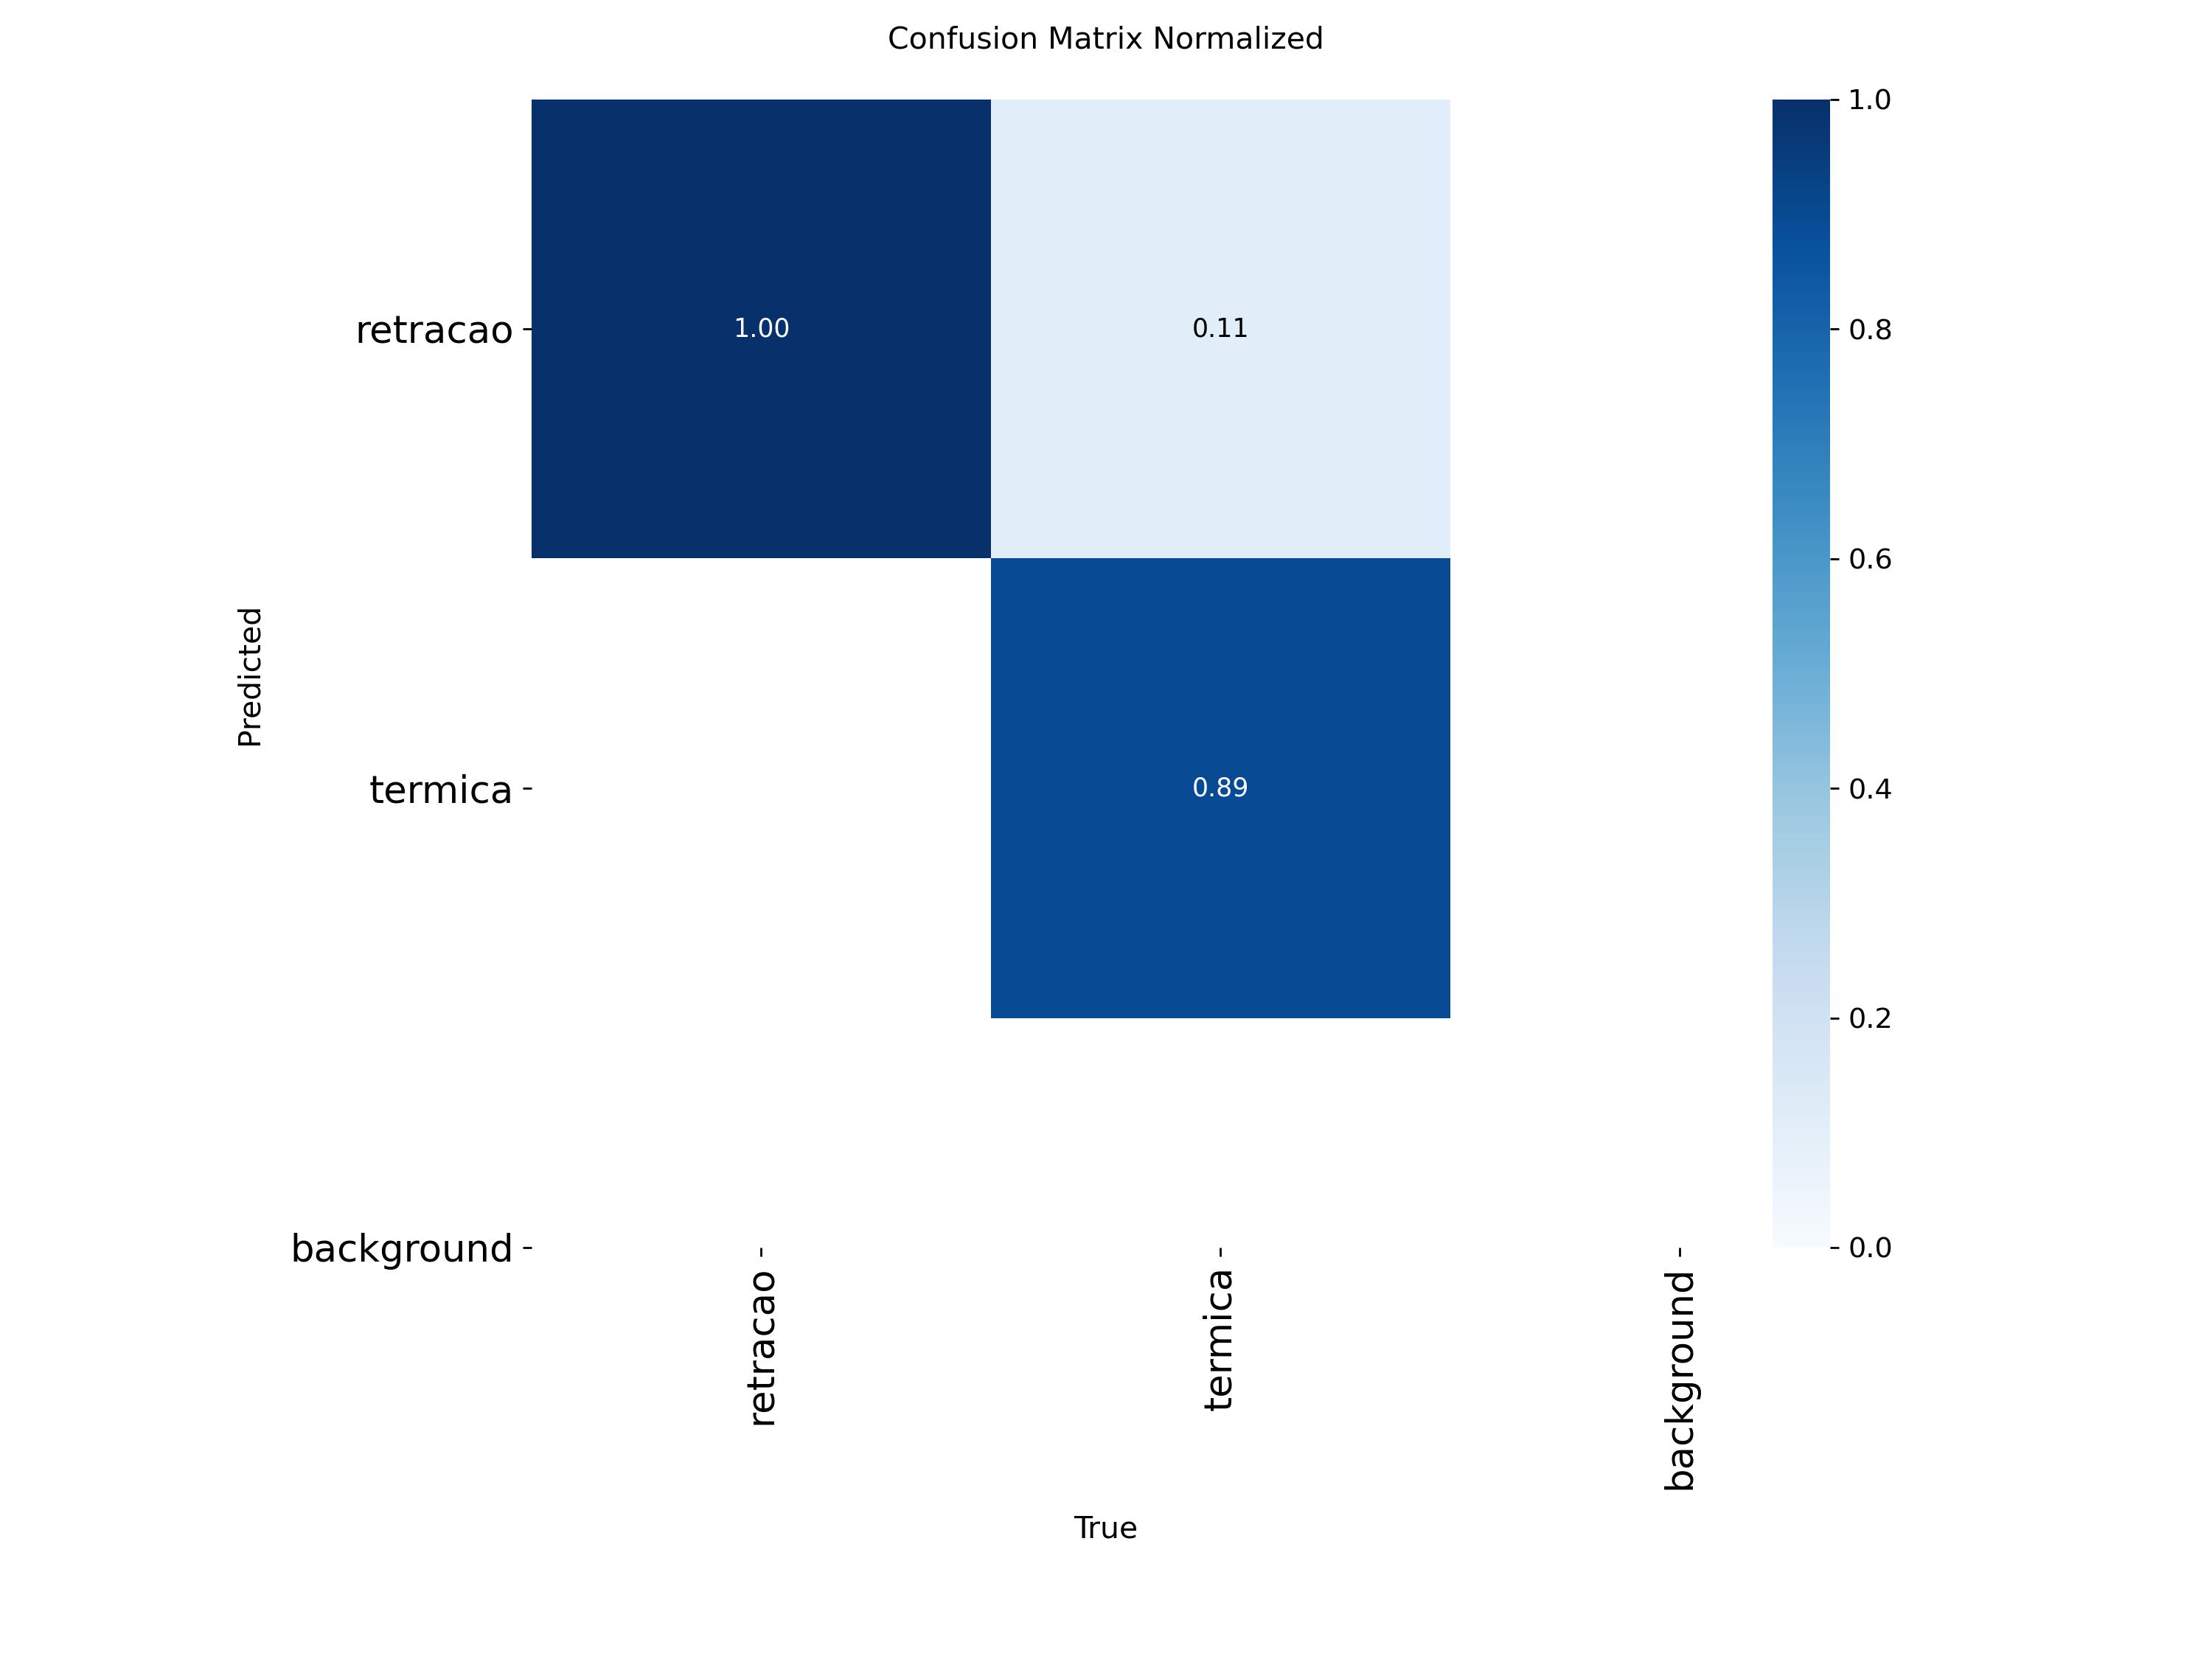 Confusion Matrix Normalized
retracao
termica
background
Predicted
1.00
0.11
0.89
retracao
termica
background
True
1.0
0.8
0.6
0.4
0.2
0.0